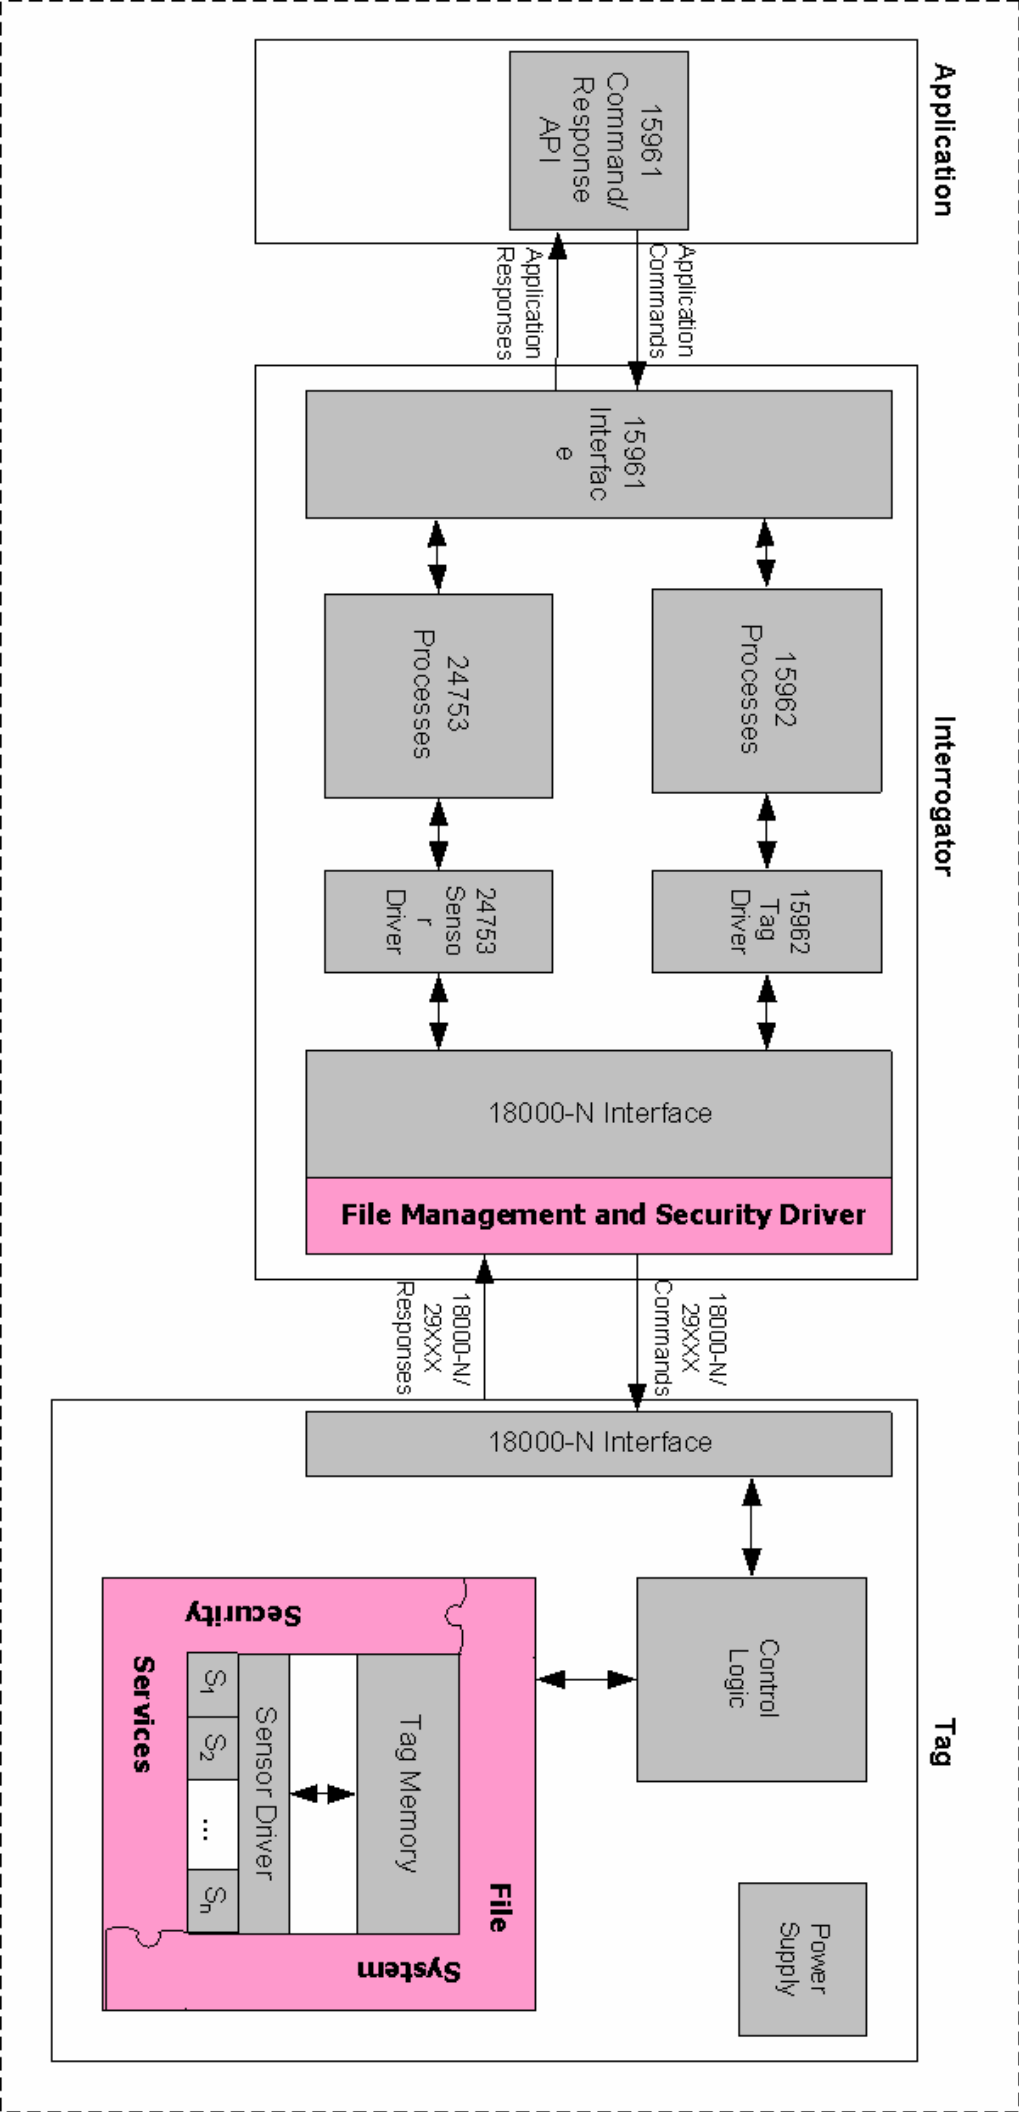 Application
15961
Command/
Response
API
Application
Commands
Application
Responses
Interrogator
15961
Interfac
e
15962
Processes
24753
Processes
15962
Tag
Driver
24753
Senso
r
Driver
18000-N Interface
File Management and Security Driver
18000-N/
29XXX
Commands
18000-N/
29XXX
Responses
Tag
18000-N Interface
Control
Logic
Power
Supply
File
System
Security
Services
Tag Memory
Sensor Driver
S1
S2
...
Sn